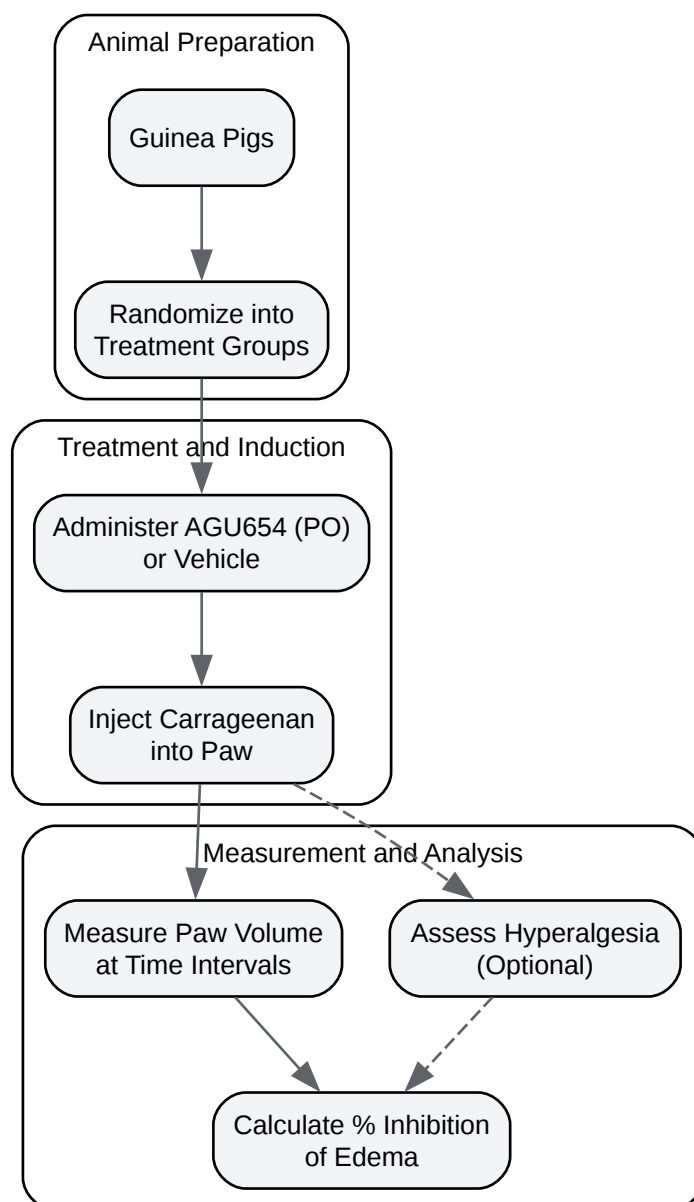 Animal Preparation
Guinea Pigs
Randomize into
Treatment Groups
Treatment and Induction
Administer AGU654 (PO)
or Vehicle
Inject Carrageenan
into Paw
Measurement and Analysis
Measure Paw Volume
at Time Intervals
Assess Hyperalgesia
(Optional)
Calculate % Inhibition
of Edema